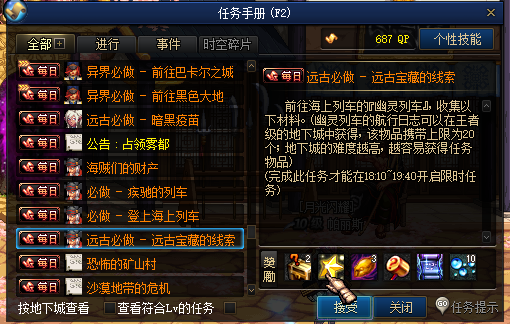 任务手册 (F2)
全部 进行 事件 时空碎片
687 QP 个性技能
每日 异界必做 - 前往巴卡尔之城
每日 异界必做 - 前往黑色大地
每日 远古必做 - 暗黑疫苗
每日 公告：占领雾都
每日 海贼们的财产
每日 必做 - 疾驰的列车
每日 必做 - 登上海上列车
每日 远古必做 - 远古宝藏的线索
每日 恐怖的矿山村
每日 沙漠地带的危机
按地下城查看 查看符合Lv的任务
每日 远古必做 - 远古宝藏的线索
前往海上列车的『幽灵列车』，收集以
下材料。(幽灵列车的航行日志可以在王者
级的地下城中获得，该物品携带上限为20
个；地下城的难度越高，越容易获得任务
物品)
(完成此任务才能在18:10~19:40开启限时任
务)
奖励 2 3 10
接受 关闭 任务提示